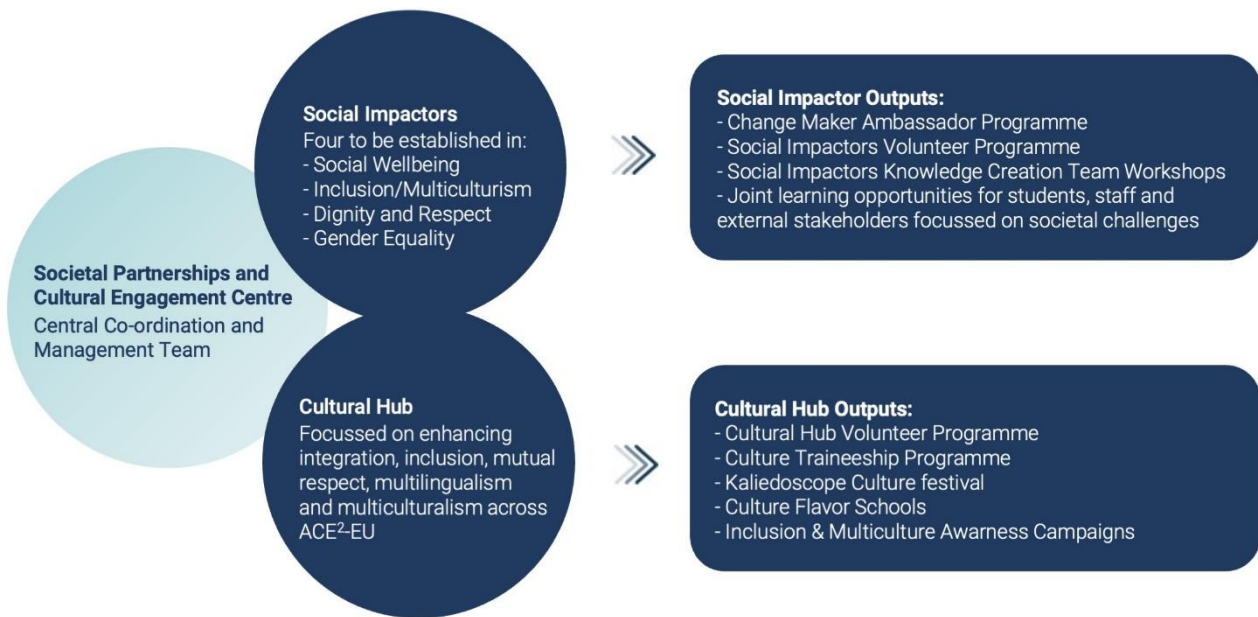 Societal Partnerships and
Cultural Engagement Centre
Central Co-ordination and
Management Team
Social Impactors
Four to be established in:
- Social Wellbeing
- Inclusion/Multiculturism
- Dignity and Respect
- Gender Equality
Social Impactor Outputs:
- Change Maker Ambassador Programme
- Social Impactors Volunteer Programme
- Social Impactors Knowledge Creation Team Workshops
- Joint learning opportunities for students, staff and
external stakeholders focussed on societal challenges
Cultural Hub
Focussed on enhancing
integration, inclusion, mutual
respect, multilingualism
and multiculturalism across
ACE²-EU
Cultural Hub Outputs:
- Cultural Hub Volunteer Programme
- Culture Traineeship Programme
- Kaliedoscope Culture festival
- Culture Flavor Schools
- Inclusion & Multiculture Awarness Campaigns